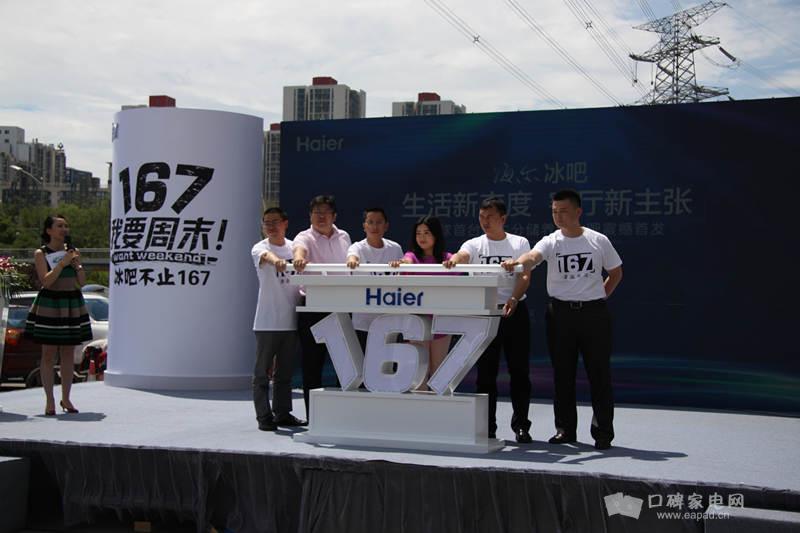 Haier
海尔冰吧
生活新态度 客厅新主张
167
我要周末!
I want weekend!
冰吧不止167
167
167
Haier
167
口碑家电网
www.eapad.cn